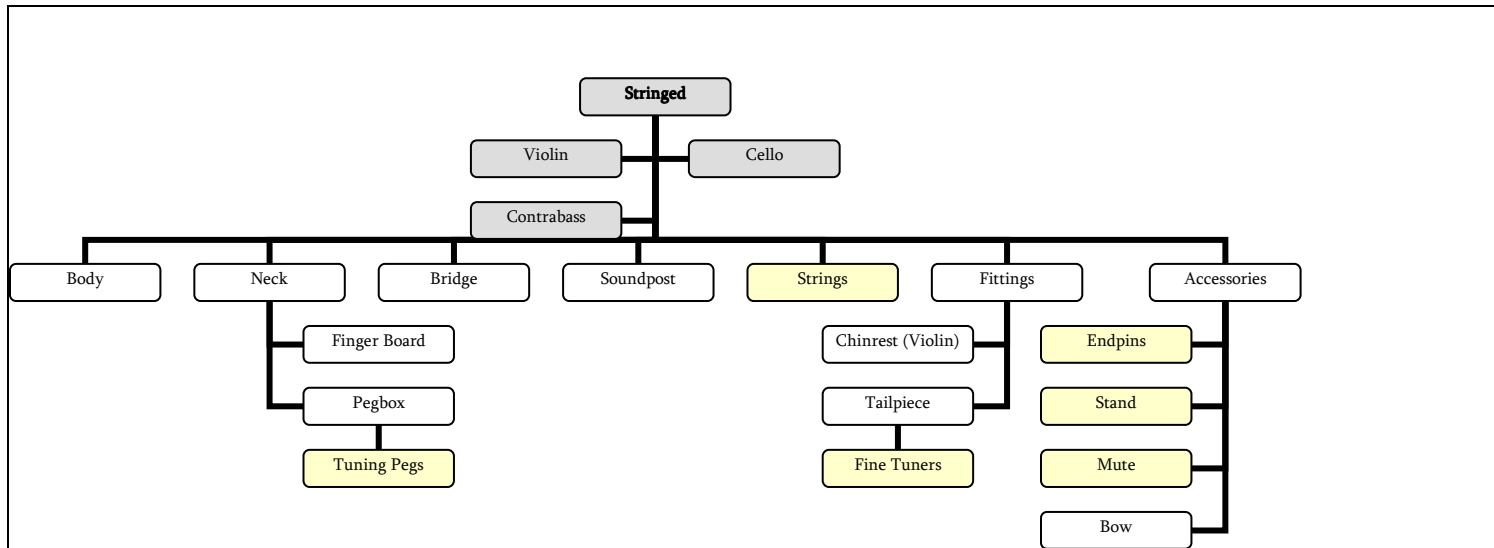 Stringed
Violin
Cello
Contrabass
Body
Neck
Bridge
Soundpost
Strings
Fittings
Accessories
Finger Board
Chinrest (Violin)
Endpins
Pegbox
Tailpiece
Stand
Tuning Pegs
Fine Tuners
Mute
Bow